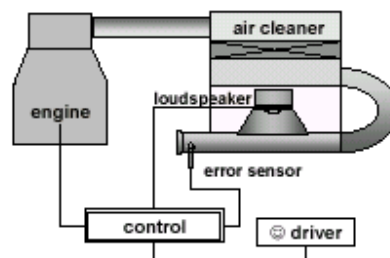 air cleaner
loudspeaker
engine
error sensor
control
☺ driver